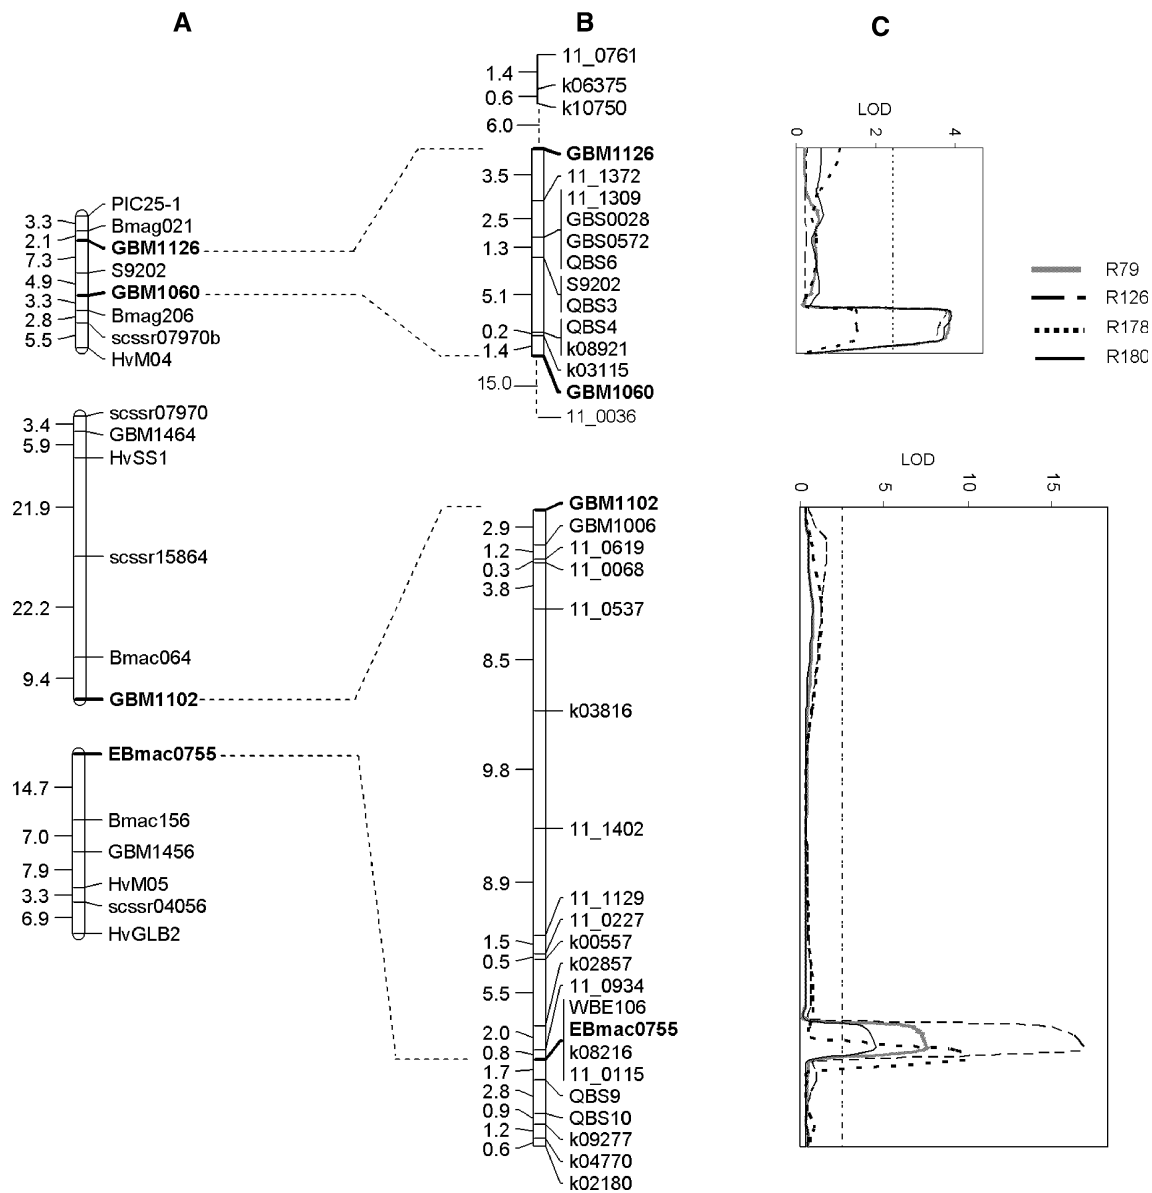 A
B
C
PIC25-1
3.3
Bmag021
2.1
GBM1126
7.3
S9202
4.9
GBM1060
3.3
Bmag206
2.8
scssr07970b
5.5
HvM04
scssr07970
3.4
GBM1464
5.9
HvSS1
21.9
scssr15864
22.2
Bmac064
9.4
GBM1102
EBmac0755
14.7
Bmac156
7.0
GBM1456
7.9
HvM05
3.3
scssr04056
6.9
HvGLB2
11_0761
1.4
k06375
0.6
k10750
6.0
GBM1126
3.5
11_1372
11_1309
2.5
GBS0028
GBS0572
1.3
QBS6
S9202
5.1
QBS3
QBS4
0.2
k08921
1.4
k03115
15.0
GBM1060
11_0036
GBM1102
2.9
GBM1006
1.2
11_0619
0.3
11_0068
3.8
11_0537
8.5
k03816
9.8
11_1402
8.9
11_1129
11_0227
1.5
k00557
0.5
k02857
11_0934
5.5
WBE106
2.0
EBmac0755
0.8
k08216
1.7
11_0115
2.8
QBS9
0.9
QBS10
1.2
k09277
0.6
k04770
k02180
LOD
0 2 4
R79
R126
R178
R180
LOD
0 5 10 15